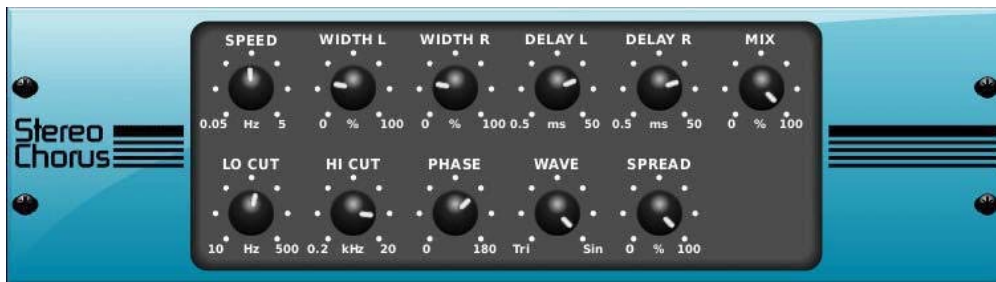 SPEED WIDTH L WIDTH R DELAY L DELAY R MIX
0.05 Hz 5 0 % 100 0 % 100 0.5 ms 50 0.5 ms 50 0 % 100
Stereo
Chorus
LO CUT HI CUT PHASE WAVE SPREAD
10 Hz 500 0.2 kHz 20 0 180 Tri Sin 0 % 100